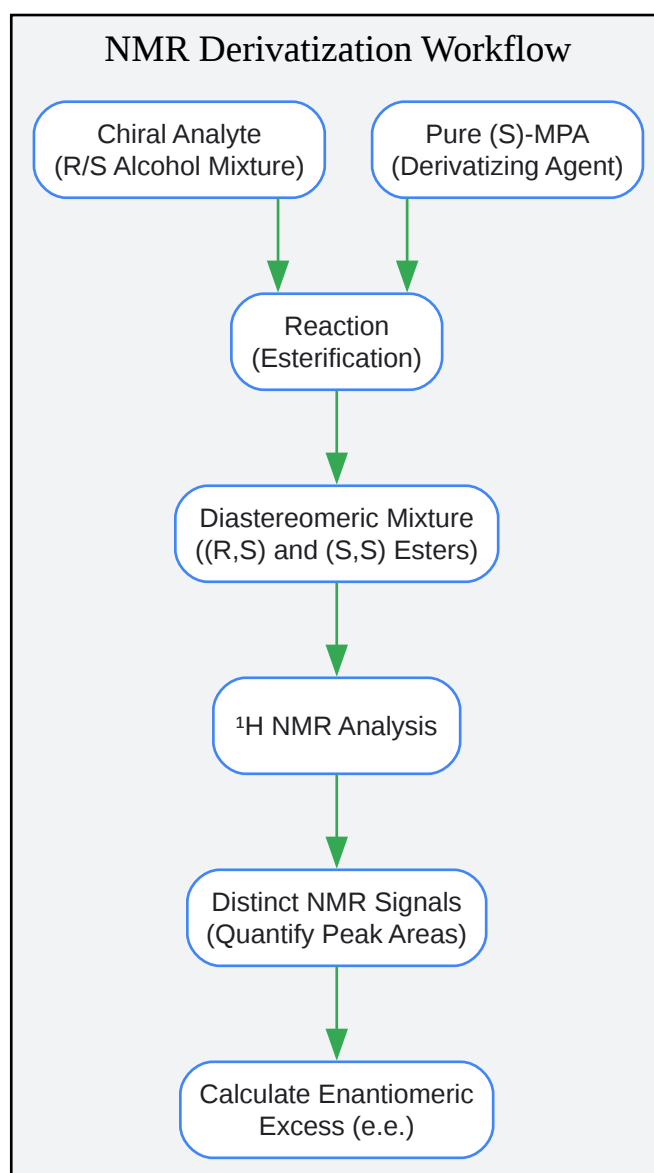 NMR Derivatization Workflow
Chiral Analyte
(R/S Alcohol Mixture)
Pure (S)-MPA
(Derivatizing Agent)
Reaction
(Esterification)
Diastereomeric Mixture
((R,S) and (S,S) Esters)
¹H NMR Analysis
Distinct NMR Signals
(Quantify Peak Areas)
Calculate Enantiomeric
Excess (e.e.)